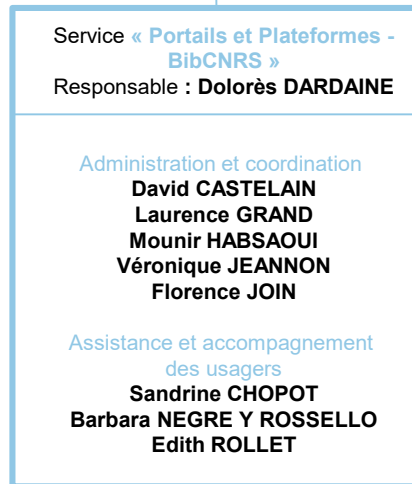 Service « Portails et Plateformes -
BibCNRS »
Responsable : Dolorès DARDAINE
Administration et coordination
David CASTELAIN
Laurence GRAND
Mounir HABSAOUI
Véronique JEANNON
Florence JOIN
Assistance et accompagnement
des usagers
Sandrine CHOPOT
Barbara NEGRE Y ROSSELLO
Edith ROLLET